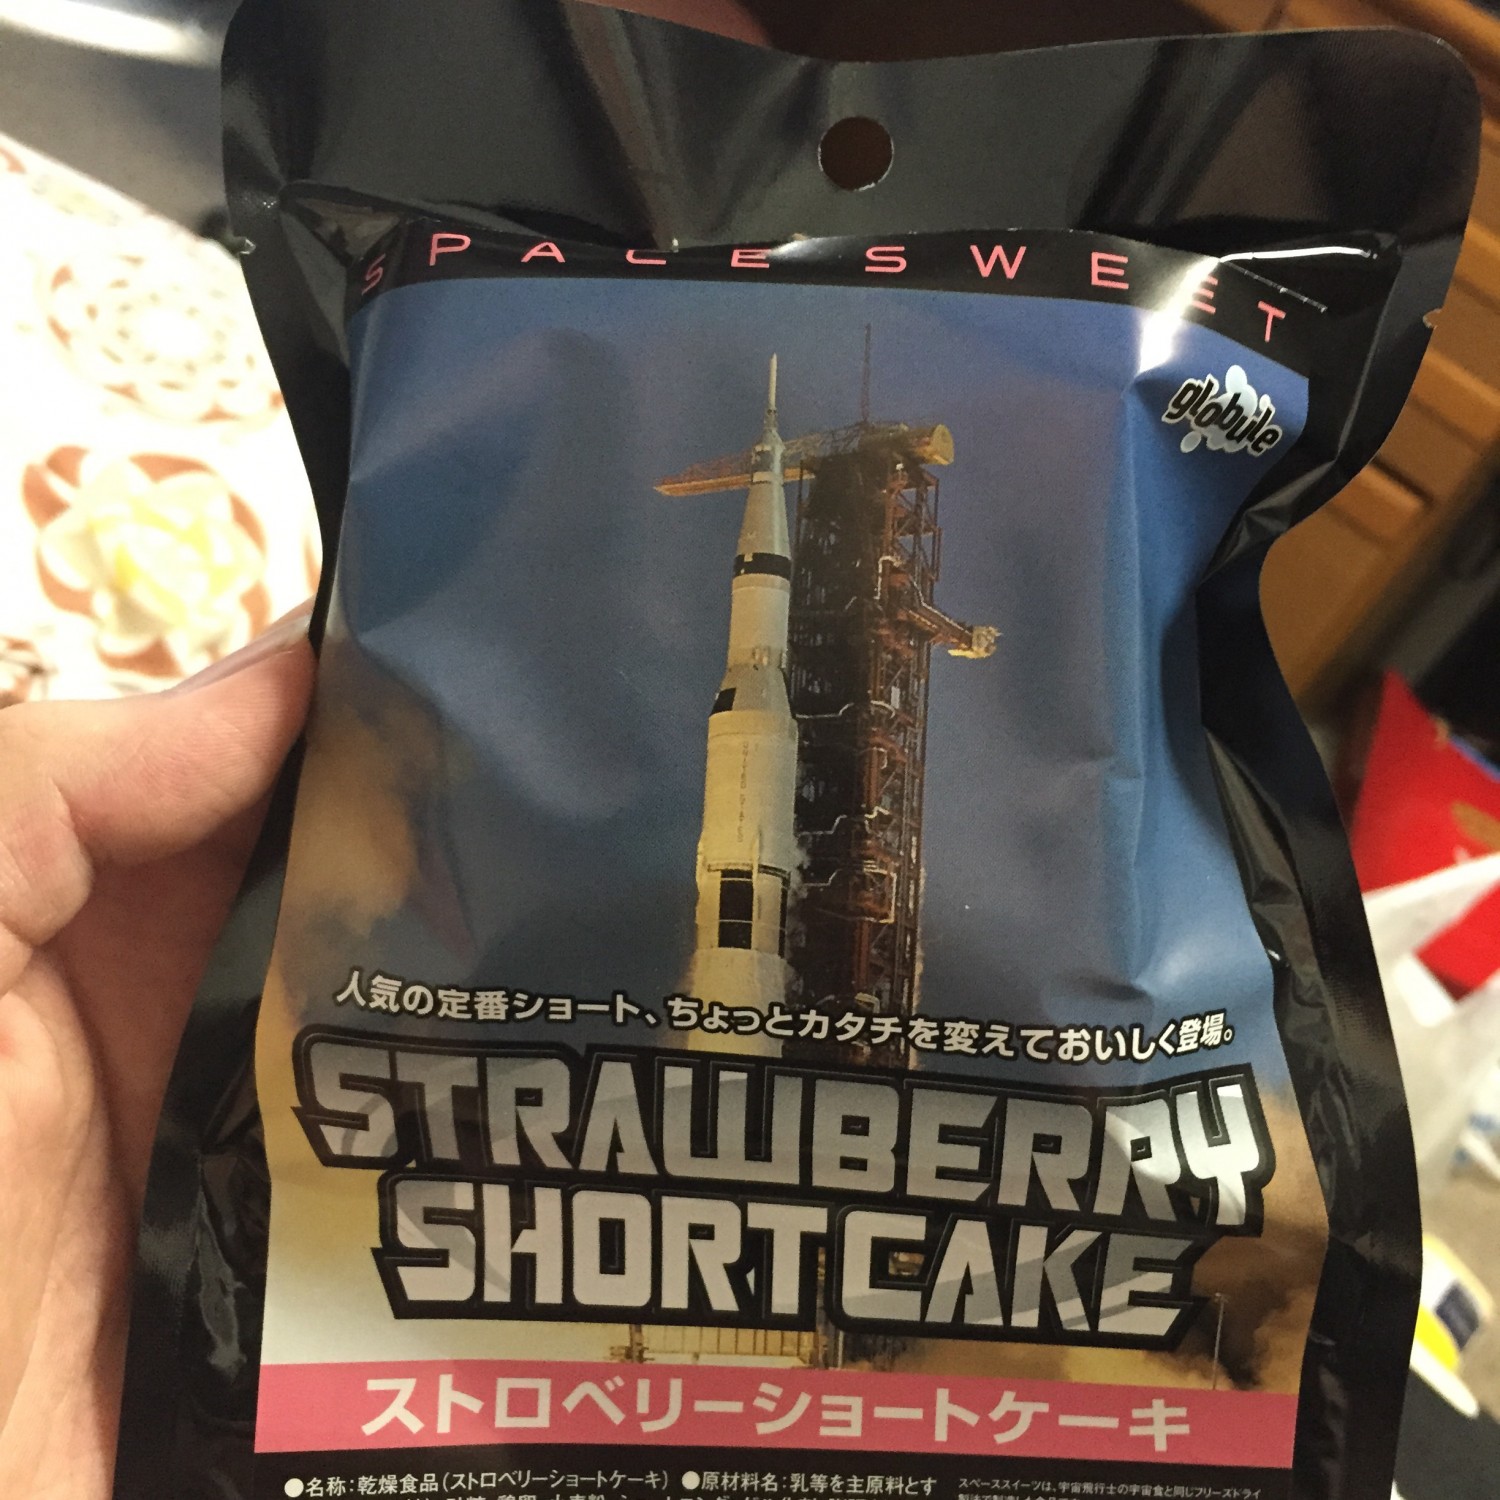 SPACE SWEET
globule
人気の定番ショート、ちょっとカタチを変えておいしく登場。
STRAWBERRY
SHORTCAKE
ストロベリーショートケーキ
●名称：乾燥食品（ストロベリーショートケーキ） ●原材料名：乳等を主原料とす
スペーススイーツは、宇宙飛行士の宇宙食と同じフリーズドライ